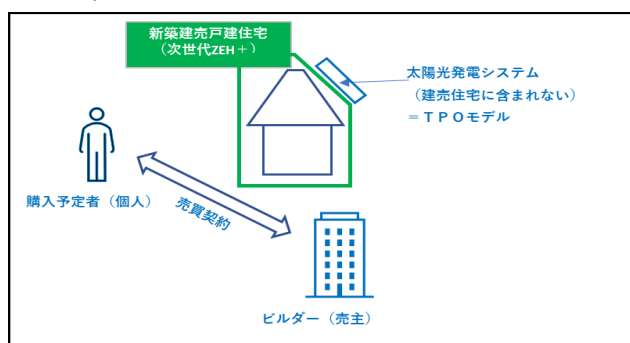 新築建売戸建住宅
（次世代ZEH＋）
太陽光発電システム
（建売住宅に含まれない）
＝ＴＰＯモデル
購入予定者（個人）
売買契約
ビルダー（売主）